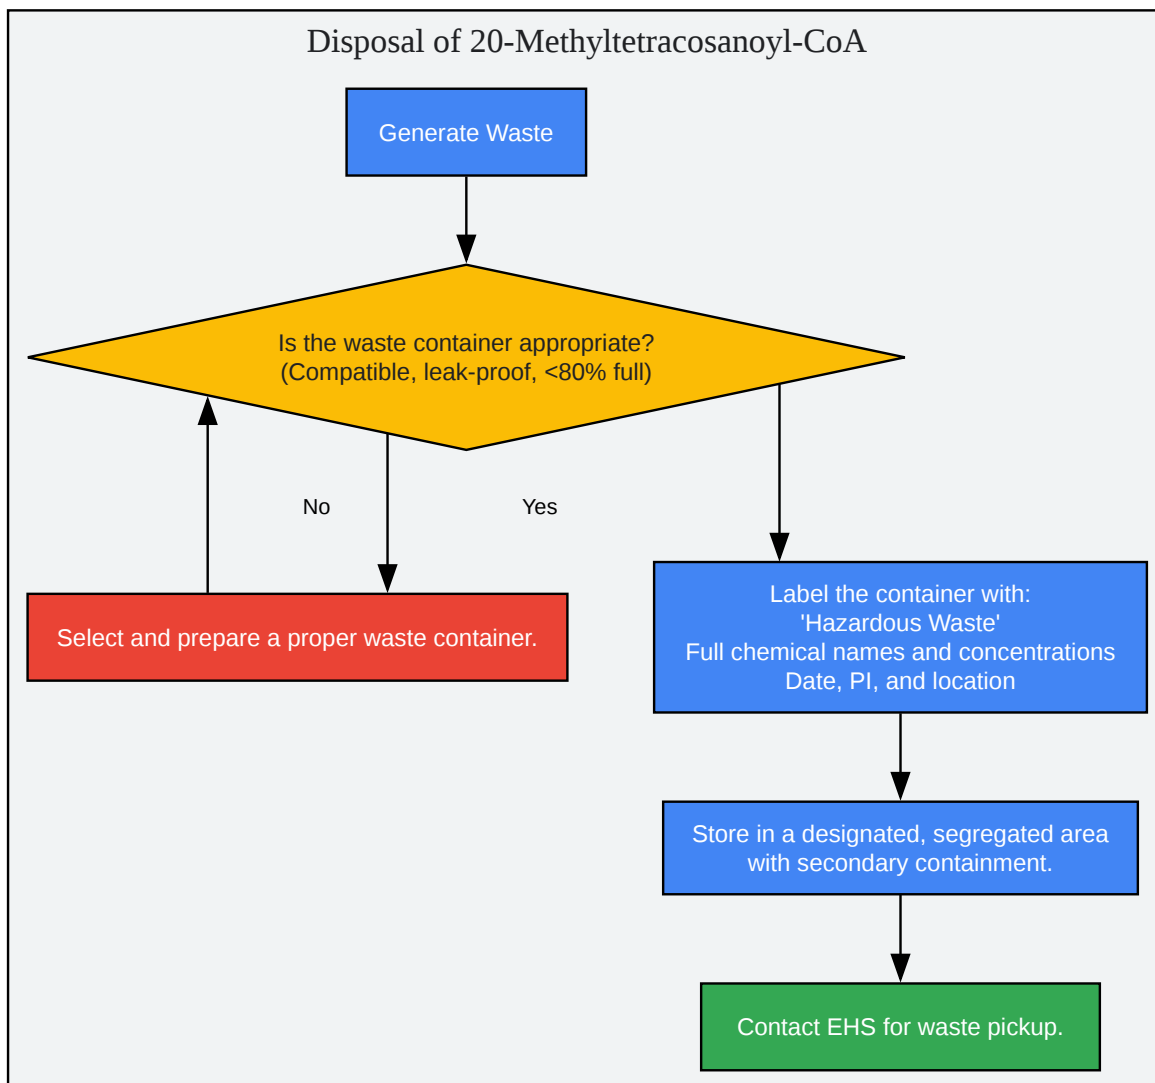 Disposal of 20-Methyltetracosanoyl-CoA
Generate Waste
Is the waste container appropriate?
(Compatible, leak-proof, <80% full)
No
Yes
Select and prepare a proper waste container.
Label the container with:
'Hazardous Waste'
Full chemical names and concentrations
Date, PI, and location
Store in a designated, segregated area
with secondary containment.
Contact EHS for waste pickup.